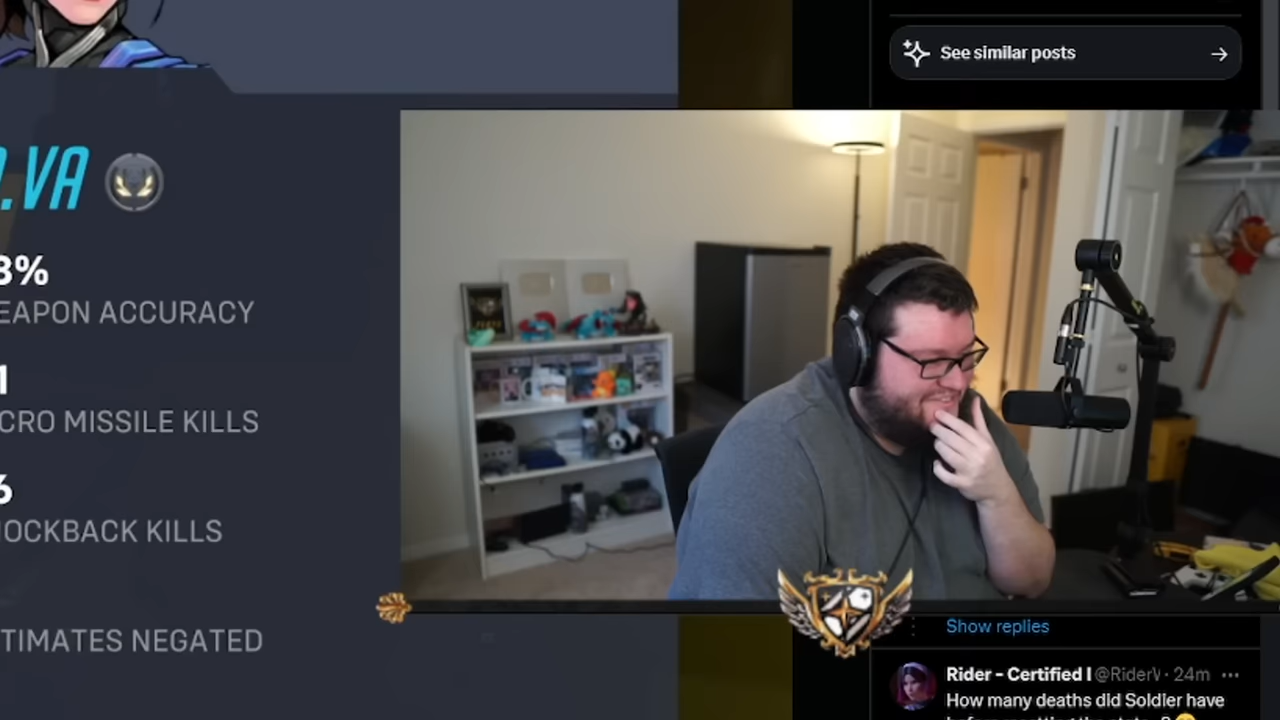 See similar posts
.VA
3%
EAPON ACCURACY
1
CRO MISSILE KILLS
6
OCKBACK KILLS
TIMATES NEGATED
Show replies
Rider - Certified I @RiderV · 24m
How many deaths did Soldier have